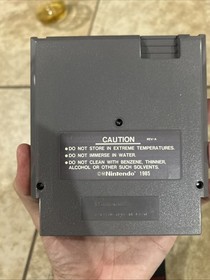 CAUTION REV-A
•DO NOT STORE IN EXTREME TEMPERATURES.
•DO NOT IMMERSE IN WATER.
•DO NOT CLEAN WITH BENZENE, THINNER,
ALCOHOL OR OTHER SUCH SOLVENTS.
©Nintendo 1985